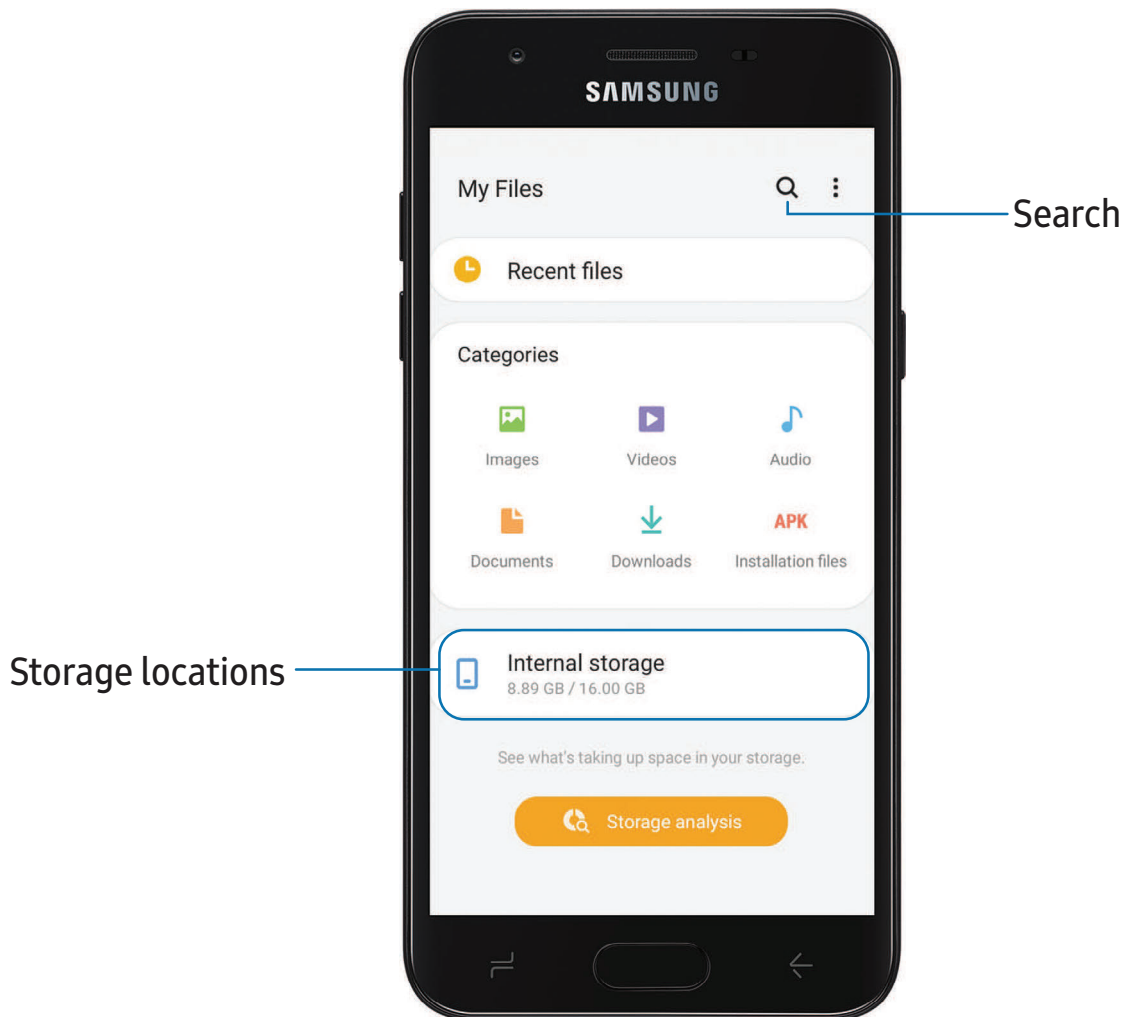 SAMSUNG
My Files
Search
Recent files
Categories
Images Videos Audio
APK
Documents Downloads Installation files
Storage locations
Internal storage
8.89 GB / 16.00 GB
See what's taking up space in your storage.
Storage analysis